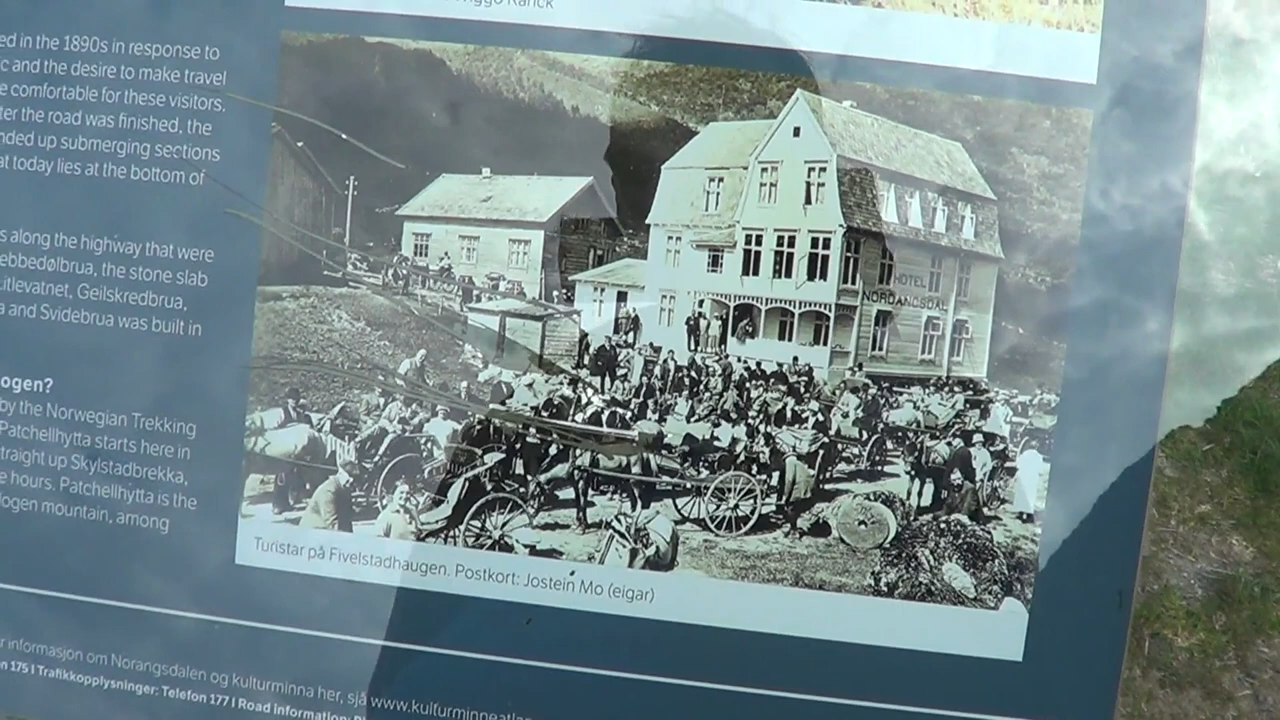 ed in the 1890s in response to
c and the desire to make travel
e comfortable for these visitors.
ter the road was finished, the
nded up submerging sections
at today lies at the bottom of
s along the highway that were
ebbedølbrua, the stone slab
itlevatnet, Geilskredbrua,
a and Svidebrua was built in
ogen?
by the Norwegian Trekking
Patchellhytta starts here in
traight up Skylstadbrekka,
e hours. Patchellhytta is the
logen mountain, among
HOTEL
NORDANGSDAL
Turistar på Fivelstadhaugen. Postkort: Jostein Mo (eigar)
r informasjon om Norangsdalen og kulturminna her, sjå www.kulturminneatla
n 175 I Trafikkopplysninger: Telefon 177 I Road information: